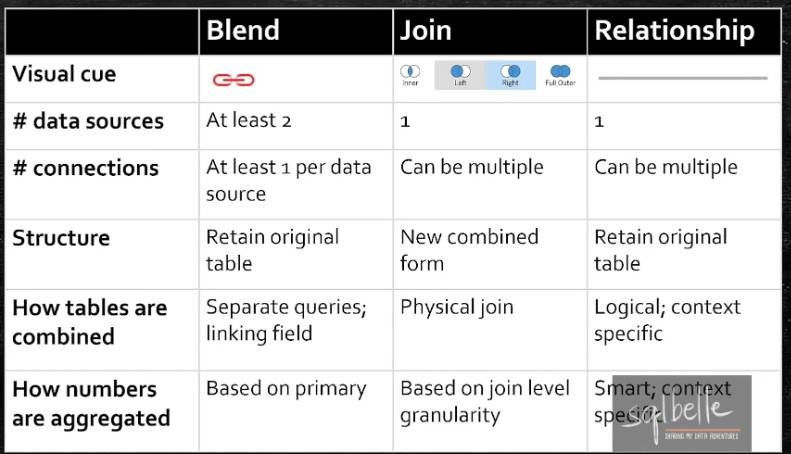 Blend Join Relationship
Visual cue
Inner Left Right Full Outer
# data sources At least 2 1 1
# connections At least 1 per data Can be multiple Can be multiple
source
Structure Retain original New combined Retain original
table form table
How tables are Separate queries; Physical join Logical; context
combined linking field specific
How numbers Based on primary Based on join level Smart; context
are aggregated granularity specific
sqlbelle
SHARING MY DATA ADVENTURES